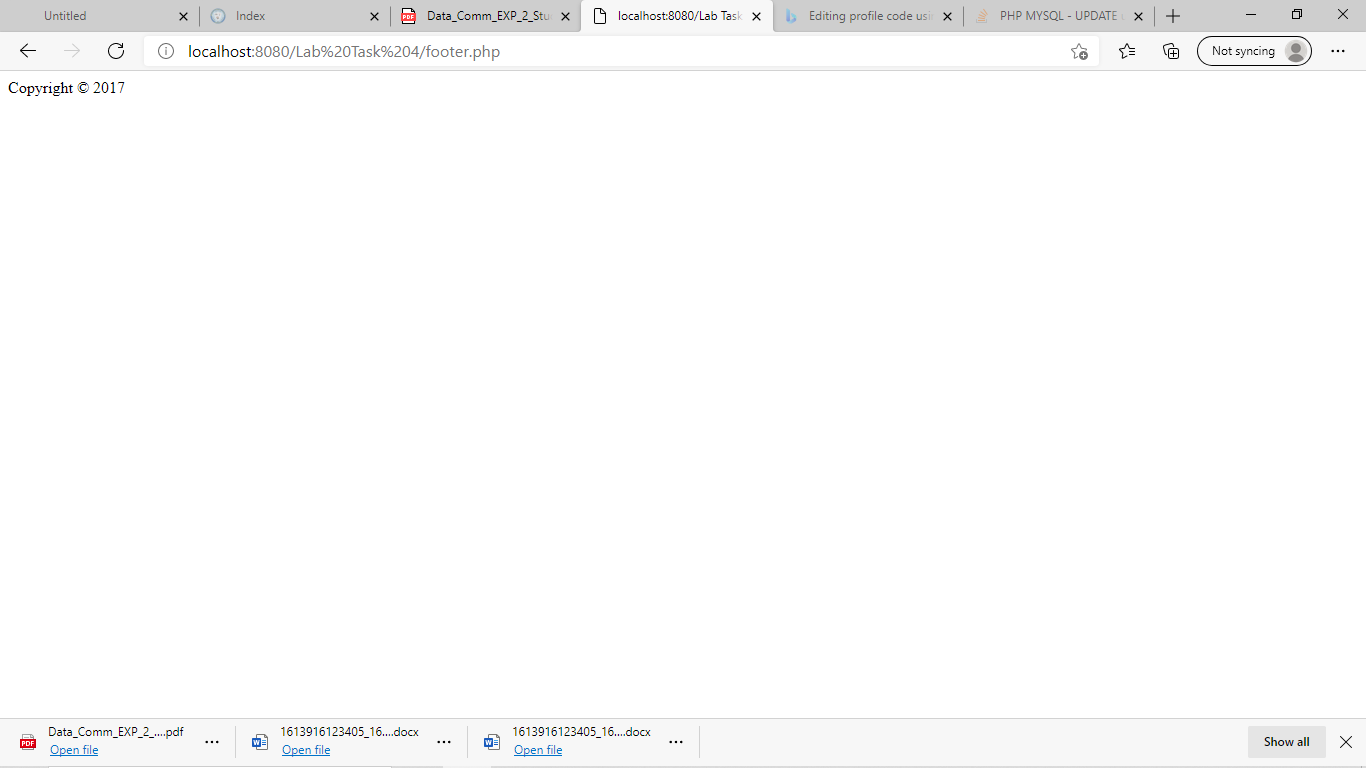 Untitled
Index
Data_Comm_EXP_2_Stu
localhost:8080/Lab Task
Editing profile code usi
PHP MYSQL - UPDATE
localhost:8080/Lab%20Task%204/footer.php
Not syncing
Copyright © 2017
Data_Comm_EXP_2_....pdf
Open file
1613916123405_16....docx
Open file
1613916123405_16....docx
Open file
Show all